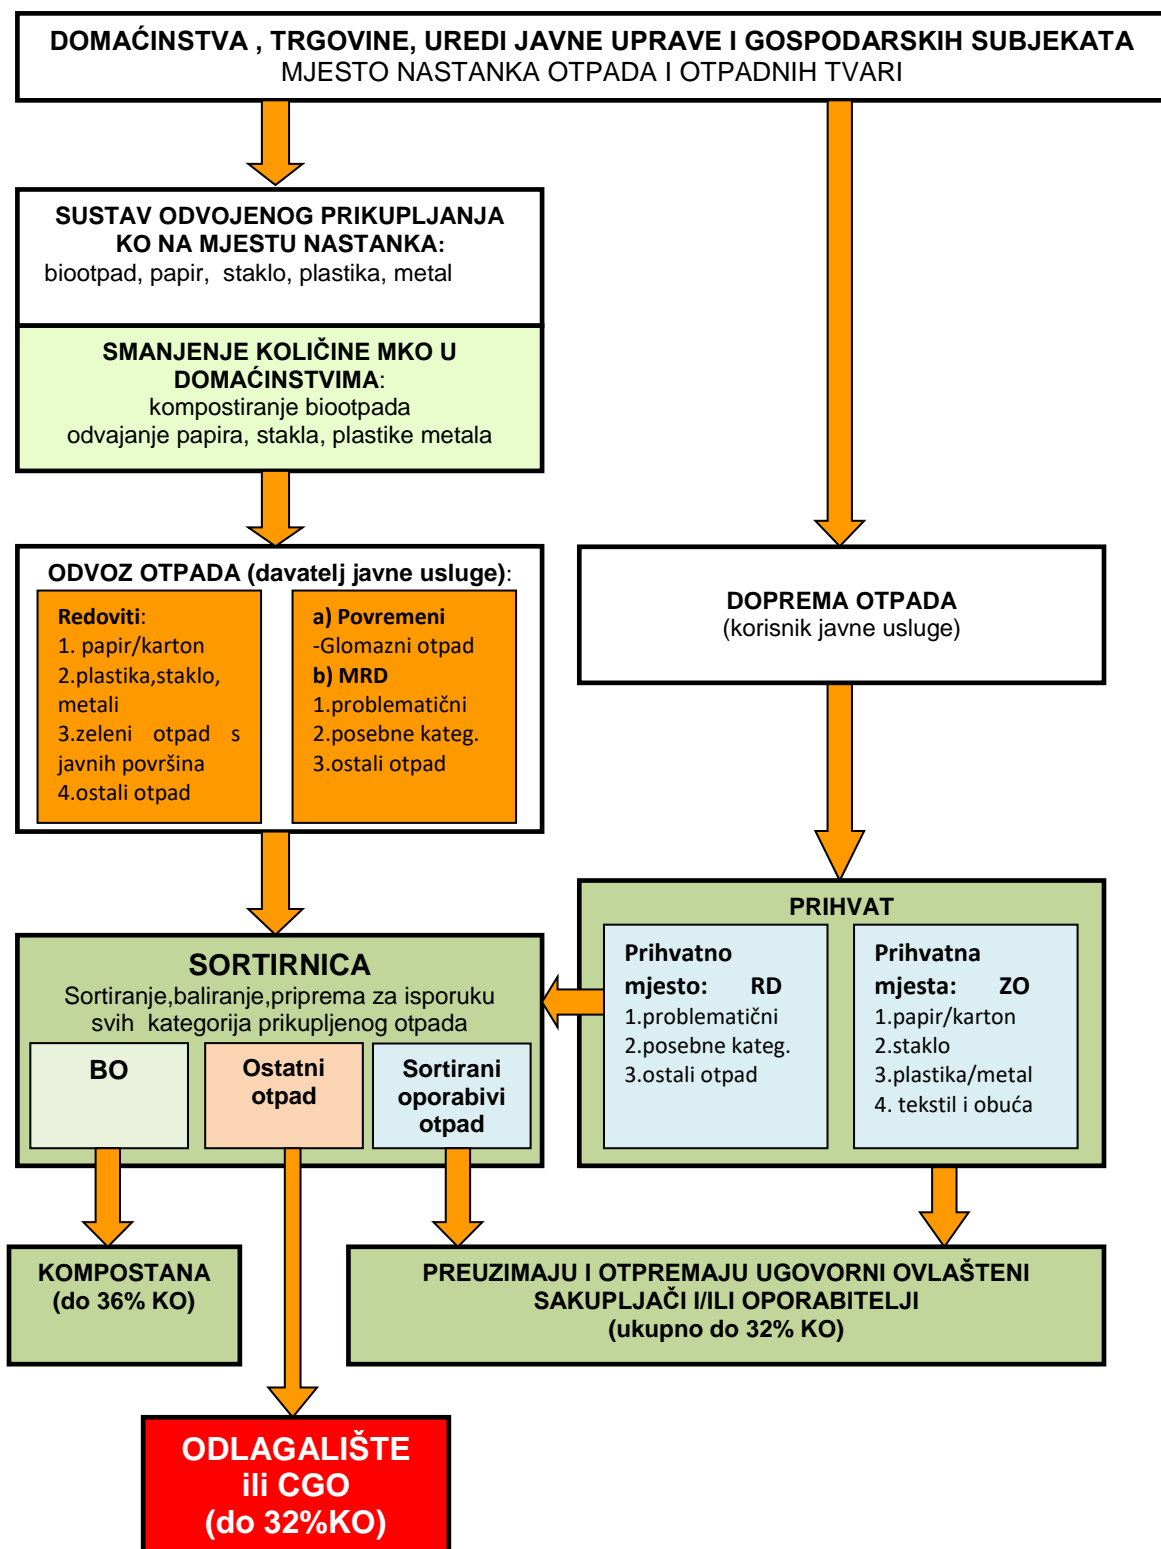 DOMAĆINSTVA , TRGOVINE, UREDI JAVNE UPRAVE I GOSPODARSKIH SUBJEKATA
MJESTO NASTANKA OTPADA I OTPADNIH TVARI
SUSTAV ODVOJENOG PRIKUPLJANJA
KO NA MJESTU NASTANKA:
biootpad, papir, staklo, plastika, metal
SMANJENJE KOLIČINE MKO U
DOMAĆINSTVIMA:
kompostiranje biootpada
odvajanje papira, stakla, plastike metala
ODVOZ OTPADA (davatelj javne usluge):
Redoviti:
1. papir/karton
2.plastika,staklo,
metali
3.zeleni otpad s
javnih površina
4.ostali otpad
a) Povremeni
-Glomazni otpad
b) MRD
1.problematični
2.posebne kateg.
3.ostali otpad
DOPREMA OTPADA
(korisnik javne usluge)
PRIHVAT
Prihvatno
mjesto: RD
1.problematični
2.posebne kateg.
3.ostali otpad
Prihvatna
mjesta: ZO
1.papir/karton
2.staklo
3.plastika/metal
4. tekstil i obuća
SORTIRNICA
Sortiranje,baliranje,priprema za isporuku
svih kategorija prikupljenog otpada
BO
Ostatni
otpad
Sortirani
oporabivi
otpad
KOMPOSTANA
(do 36% KO)
PREUZIMAJU I OTPREMAJU UGOVORNI OVLAŠTENI
SAKUPLJAČI I/ILI OPORABITELJI
(ukupno do 32% KO)
ODLAGALIŠTE
ili CGO
(do 32%KO)